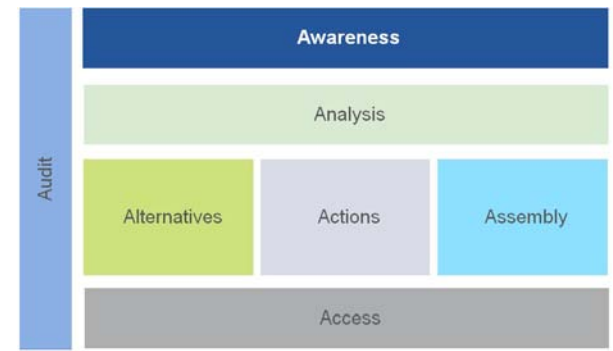 Audit
Awareness
Analysis
Alternatives
Actions
Assembly
Access